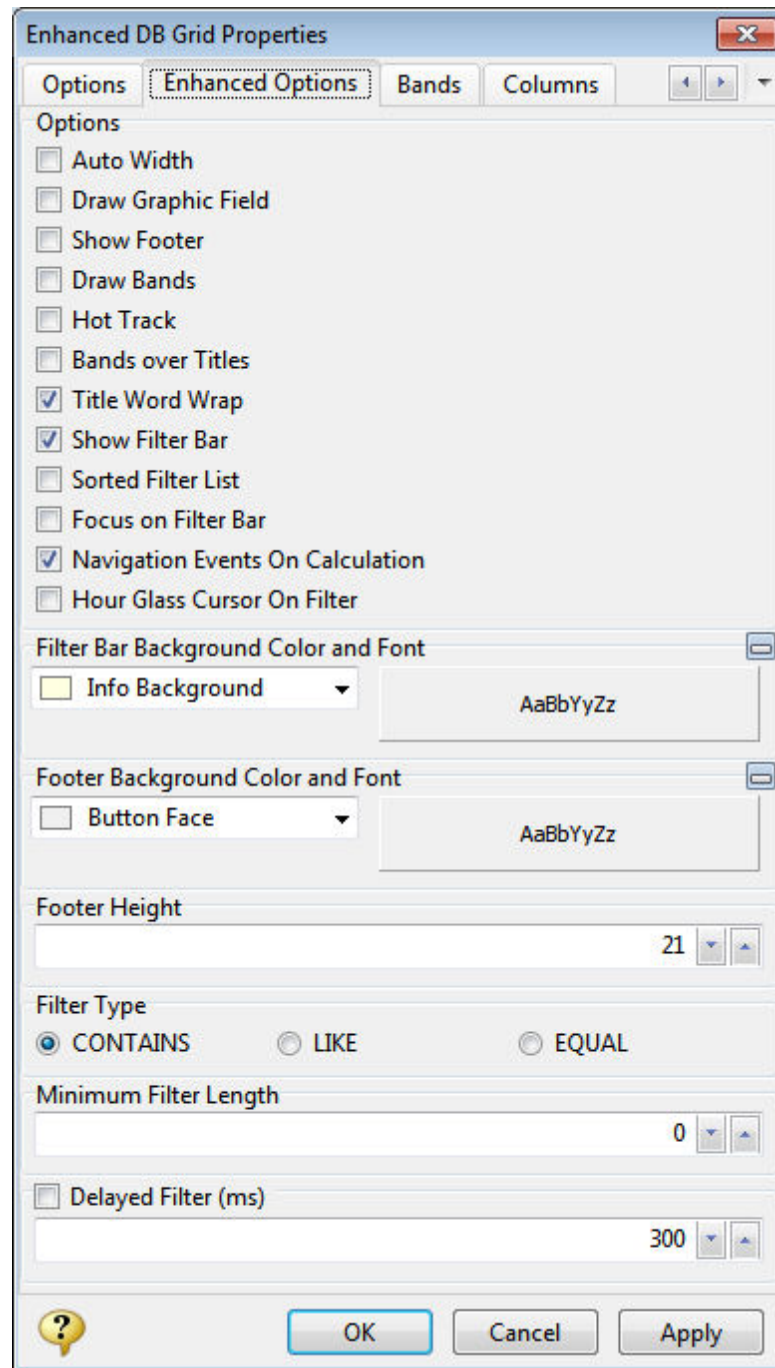 Enhanced DB Grid Properties
Options Enhanced Options Bands Columns
Options
Auto Width
Draw Graphic Field
Show Footer
Draw Bands
Hot Track
Bands over Titles
Title Word Wrap
Show Filter Bar
Sorted Filter List
Focus on Filter Bar
Navigation Events On Calculation
Hour Glass Cursor On Filter
Filter Bar Background Color and Font
Info Background AaBbYyZz
Footer Background Color and Font
Button Face AaBbYyZz
Footer Height
21
Filter Type
CONTAINS LIKE EQUAL
Minimum Filter Length
0
Delayed Filter (ms)
300
? OK Cancel Apply